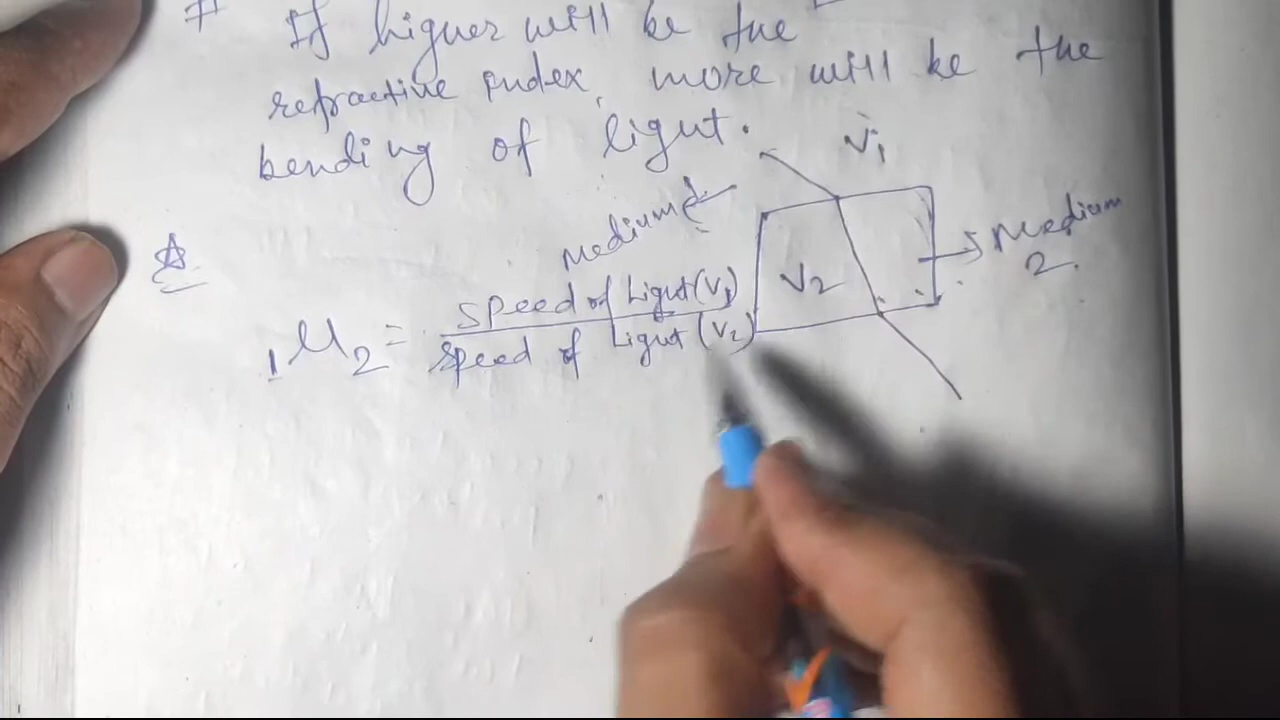 # If higher will be the
refractive index, more will be the
bending of light.
V1
Medium
V2
Medium
2.
1μ2 = speed of Light (V1)
speed of Light (V2)